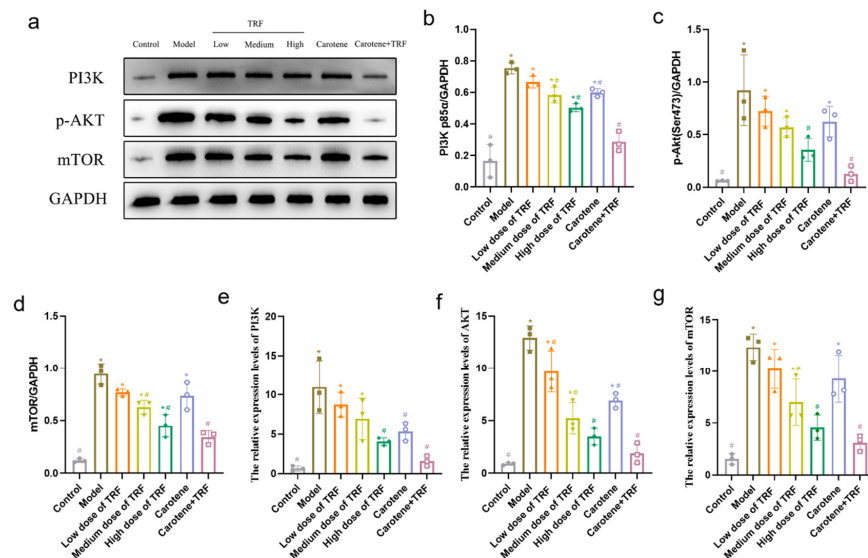 a
TRF
Control Model Low Medium High Carotene Carotene+TRF
PI3K
p-AKT
mTOR
GAPDH
b
PI3K p85α/GAPDH
1.0
0.8
0.6
0.4
0.2
0.0
* * *# *# *# # #
Control
Model
Low dose of TRF
Medium dose of TRF
High dose of TRF
Carotene
Carotene+TRF
c
p-Akt(Ser473)/GAPDH
1.5
1.0
0.5
0.0
# * * * # * #
Control
Model
Low dose of TRF
Medium dose of TRF
High dose of TRF
Carotene
Carotene+TRF
d
mTOR/GAPDH
1.5
1.0
0.5
0.0
# * * *# *# * #
Control
Model
Low dose of TRF
Medium dose of TRF
High dose of TRF
Carotene
Carotene+TRF
e
The relative expression levels of PI3K
20
15
10
5
0
# * * * # # #
Control
Model
Low dose of TRF
Medium dose of TRF
High dose of TRF
Carotene
Carotene+TRF
f
The relative expression levels of AKT
15
10
5
0
# * *# *# # *# #
Control
Model
Low dose of TRF
Medium dose of TRF
High dose of TRF
Carotene
Carotene+TRF
g
The relative expression levels of mTOR
15
10
5
0
# * * *# # * #
Control
Model
Low dose of TRF
Medium dose of TRF
High dose of TRF
Carotene
Carotene+TRF